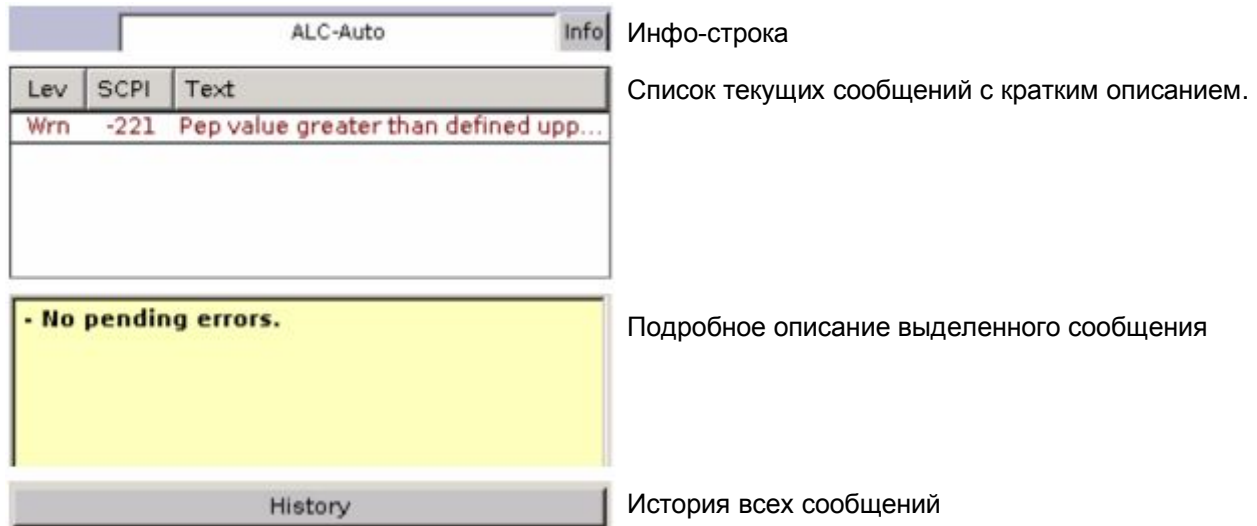 ALC-Auto Info Инфо-строка
Lev SCPI Text Список текущих сообщений с кратким описанием.
Wrn -221 Pep value greater than defined upp...
- No pending errors.
Подробное описание выделенного сообщения
History История всех сообщений